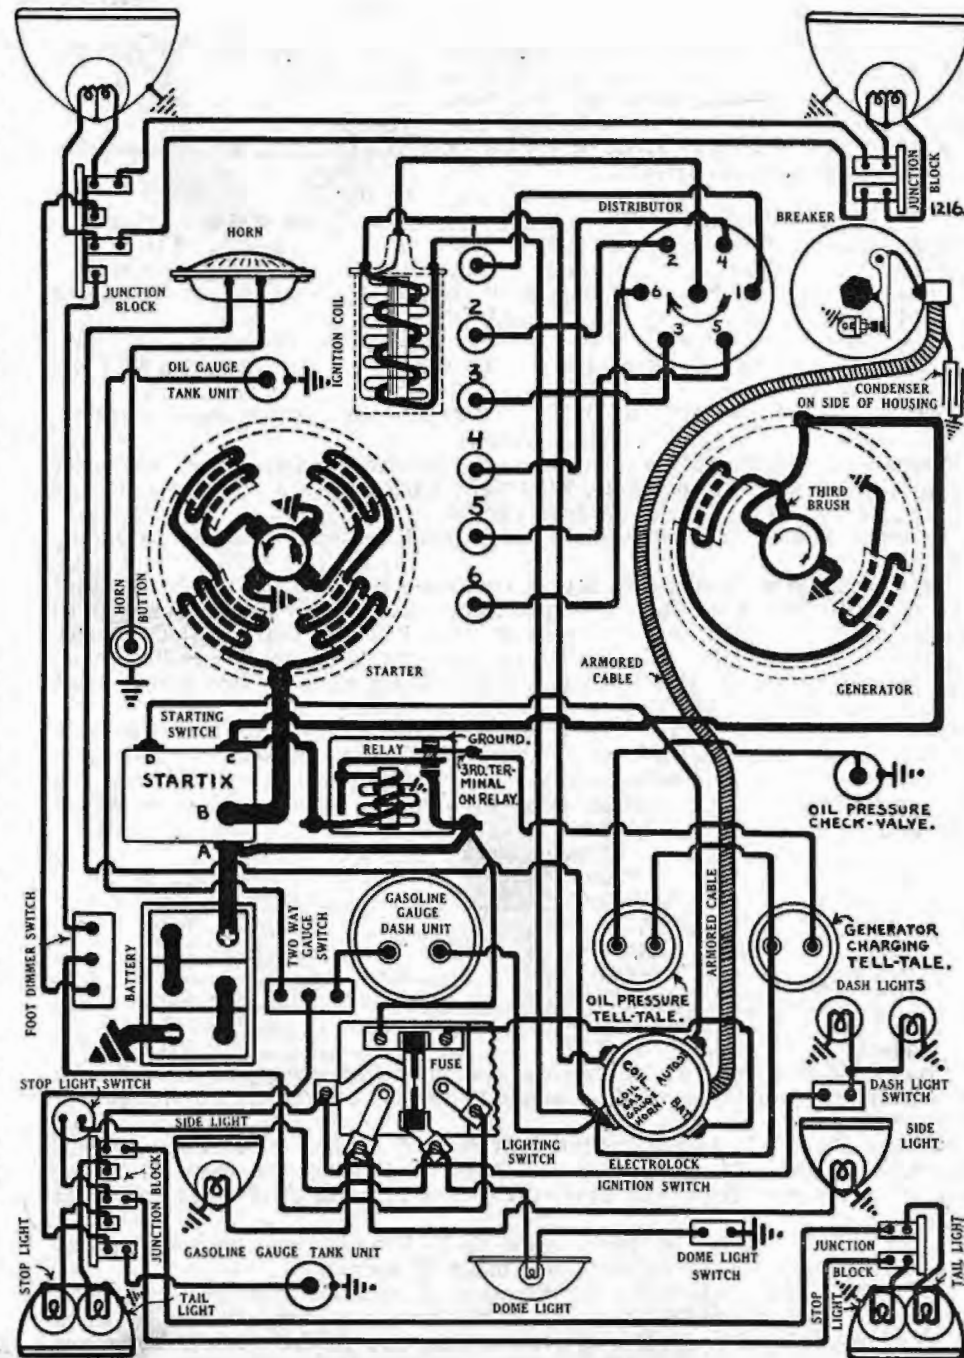 JUNCTION
BLOCK
1216
DISTRIBUTOR
BREAKER
HORN
1
2
4
6
1
3
5
JUNCTION
BLOCK
IGNITION COIL
2
OIL GAUGE
TANK UNIT
3
CONDENSER
ON SIDE OF HOUSING
4
THIRD
BRUSH
5
6
HORN
BUTTON
STARTER
ARMORED
CABLE
GENERATOR
STARTING
SWITCH
D
C
STARTIX
B
A
RELAY
GROUND.
3RD. TER-
MINAL
ON RELAY.
OIL PRESSURE
CHECK-VALVE.
GASOLINE
GAUGE
DASH UNIT
TWO WAY
GAUGE
SWITCH
ARMORED CABLE
FOOT DIMMER SWITCH
BATTERY
GENERATOR
CHARGING
TELL-TALE.
OIL PRESSURE
TELL-TALE.
DASH LIGHTS
STOP LIGHT SWITCH
FUSE
COIL
AUTO.
COIL
GAS
GAUGE
HORN.
BAT.
DASH LIGHT
SWITCH
SIDE LIGHT
LIGHTING
SWITCH
SIDE
LIGHT
ELECTROLOCK
IGNITION SWITCH
JUNCTION BLOCK
GASOLINE GAUGE TANK UNIT
STOP LIGHT
TAIL
LIGHT
DOME LIGHT
DOME LIGHT
SWITCH
JUNCTION
BLOCK
STOP
LIGHT
TAIL LIGHT